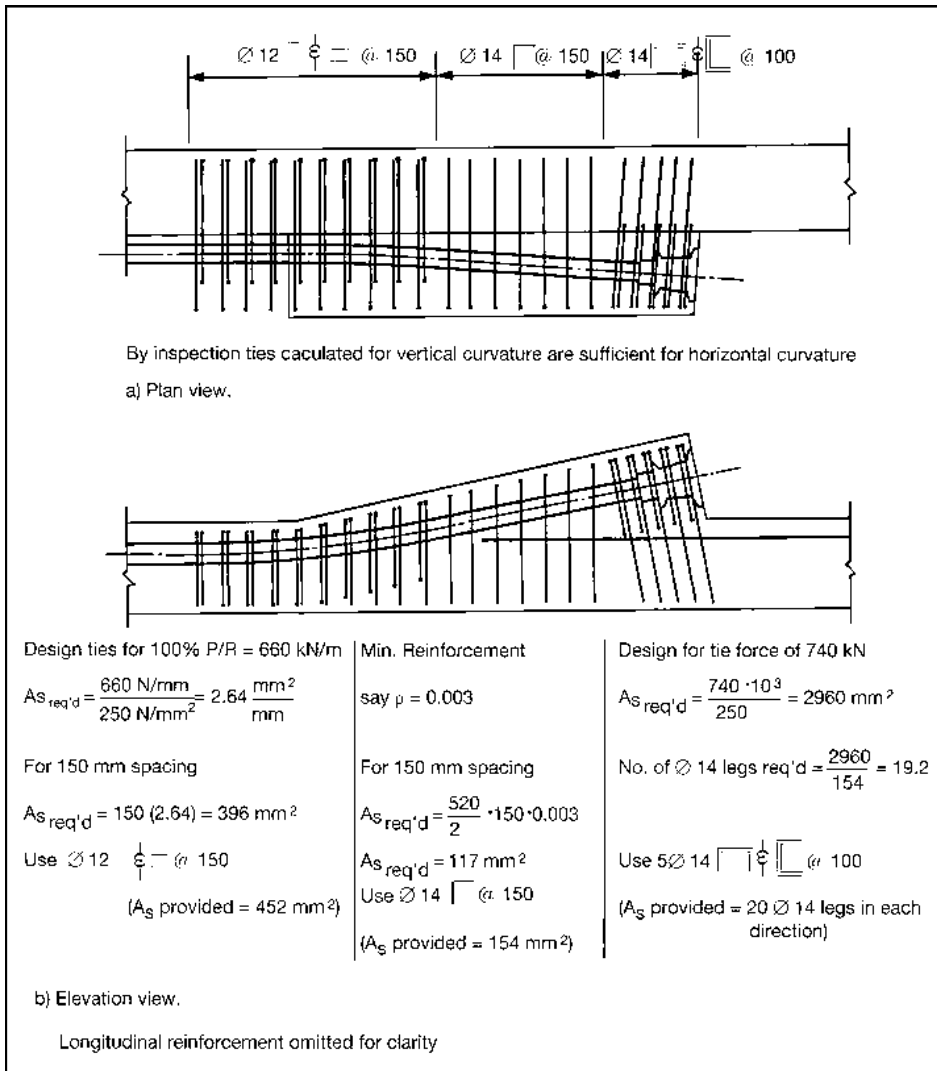 Ø 12 & @ 150 Ø 14 @ 150 Ø 14 & @ 100
By inspection ties caculated for vertical curvature are sufficient for horizontal curvature
a) Plan view.
Design ties for 100% P/R = 660 kN/m
As req'd = 660 N/mm / 250 N/mm² = 2.64 mm² / mm
For 150 mm spacing
As req'd = 150 (2.64) = 396 mm²
Use Ø 12 & @ 150
(As provided = 452 mm²)
Min. Reinforcement
say ρ = 0.003
For 150 mm spacing
As req'd = 520 / 2 ·150·0.003
As req'd = 117 mm²
Use Ø 14 @ 150
(As provided = 154 mm²)
Design for tie force of 740 kN
As req'd = 740 ·10³ / 250 = 2960 mm²
No. of Ø 14 legs req'd = 2960 / 154 = 19.2
Use 5Ø 14 & @ 100
(As provided = 20 Ø 14 legs in each
direction)
b) Elevation view.
Longitudinal reinforcement omitted for clarity